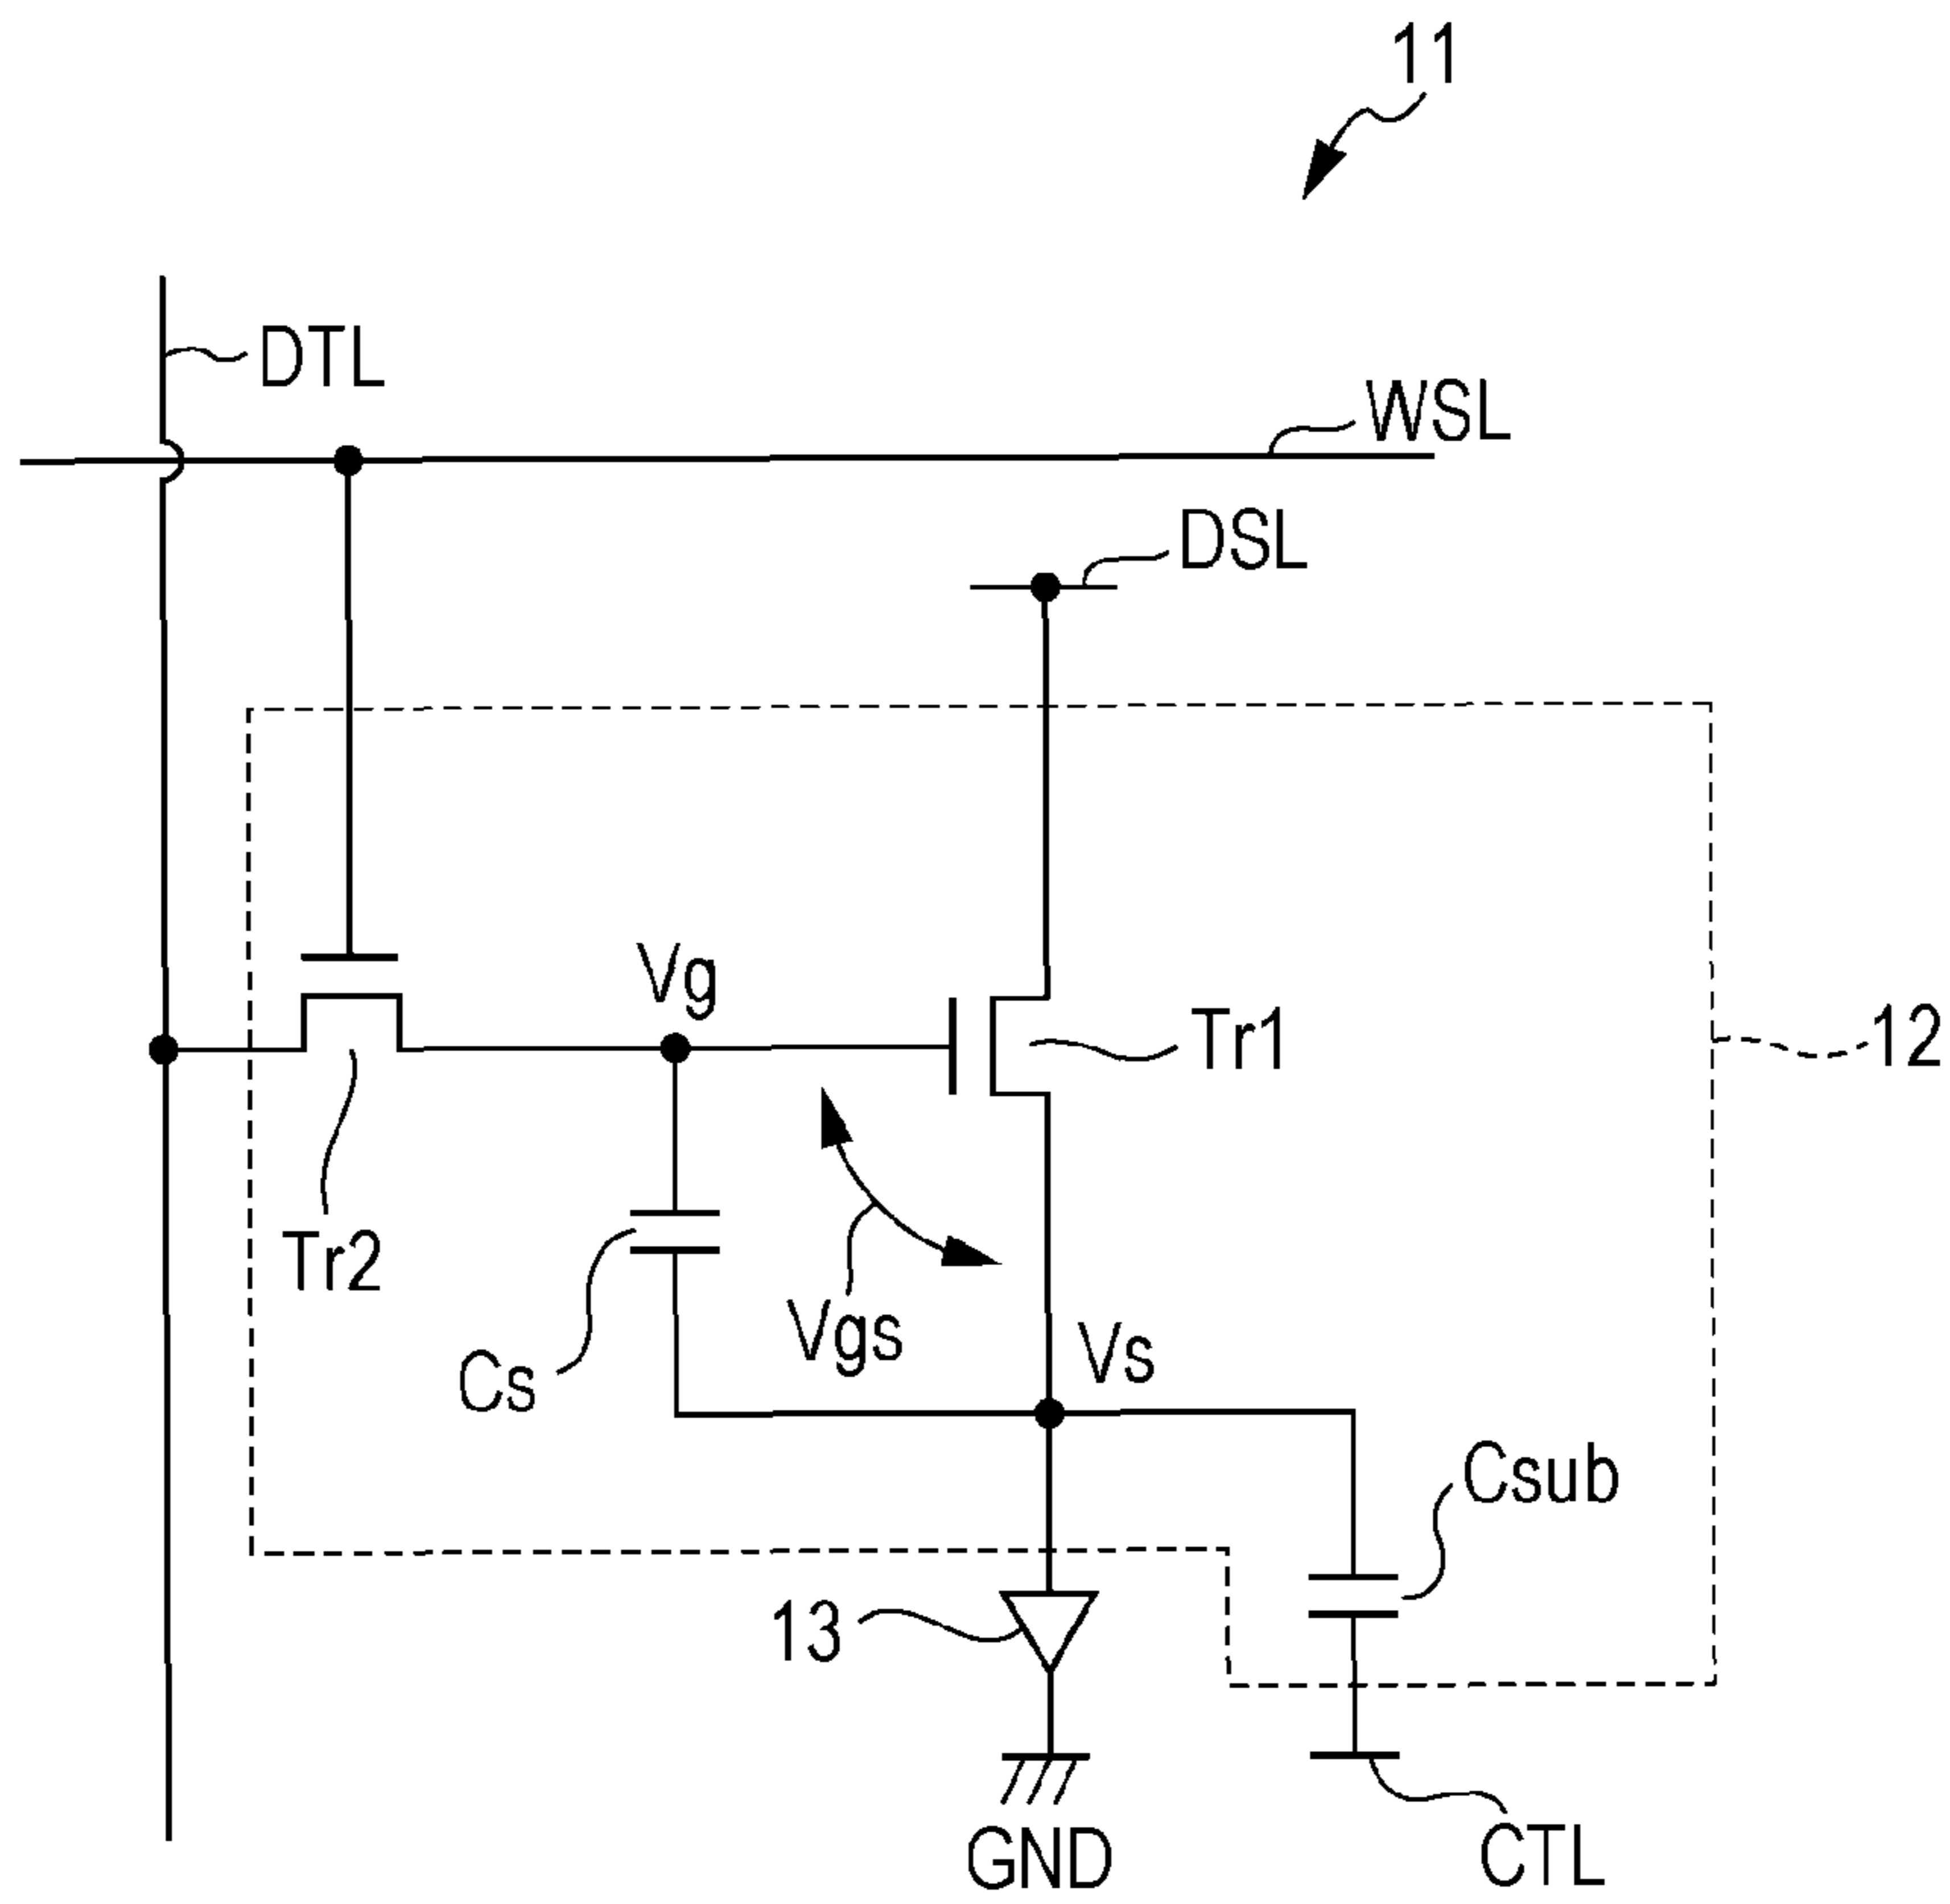 11
DTL
WSL
DSL
Vg
Tr1
12
Tr2
Vgs
Vs
Cs
Csub
13
GND
CTL